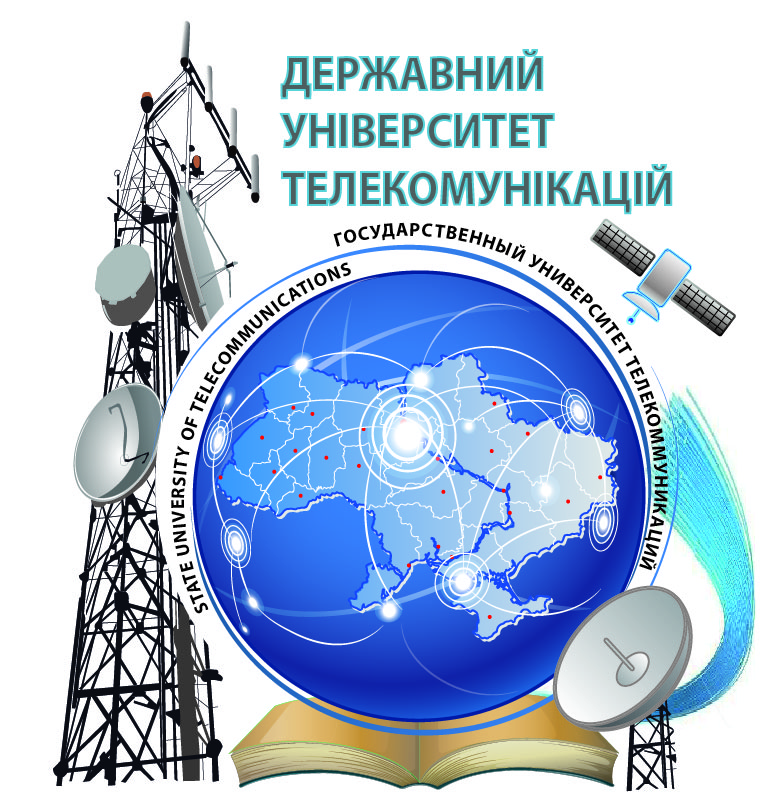 ДЕРЖАВНИЙ
УНІВЕРСИТЕТ
ТЕЛЕКОМУНІКАЦІЙ
ГОСУДАРСТВЕННЫЙ УНИВЕРСИТЕТ ТЕЛЕКОММУНИКАЦИЙ
STATE UNIVERSITY OF TELECOMMUNICATIONS